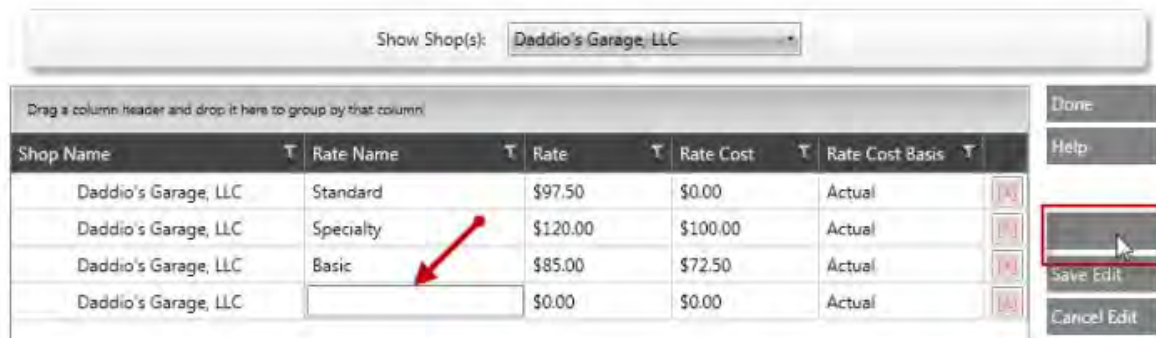 Show Shop(s): Daddio's Garage, LLC
Drag a column header and drop it here to group by that column
Done
Shop Name Rate Name Rate Rate Cost Rate Cost Basis
Help
Daddio's Garage, LLC Standard $97.50 $0.00 Actual
Daddio's Garage, LLC Specialty $120.00 $100.00 Actual
Daddio's Garage, LLC Basic $85.00 $72.50 Actual
Save Edit
Daddio's Garage, LLC $0.00 $0.00 Actual
Cancel Edit